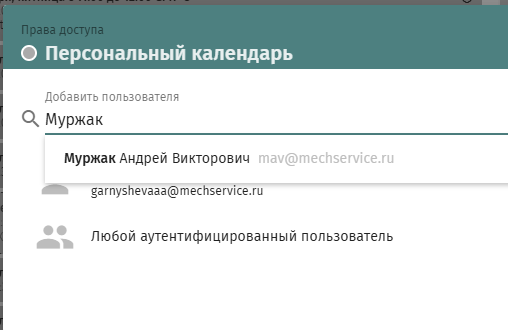 Права доступа
Персональный календарь
Добавить пользователя
Муржак
Муржак Андрей Викторович mav@mechservice.ru
garnyshevaaa@mechservice.ru
Любой аутентифицированный пользователь